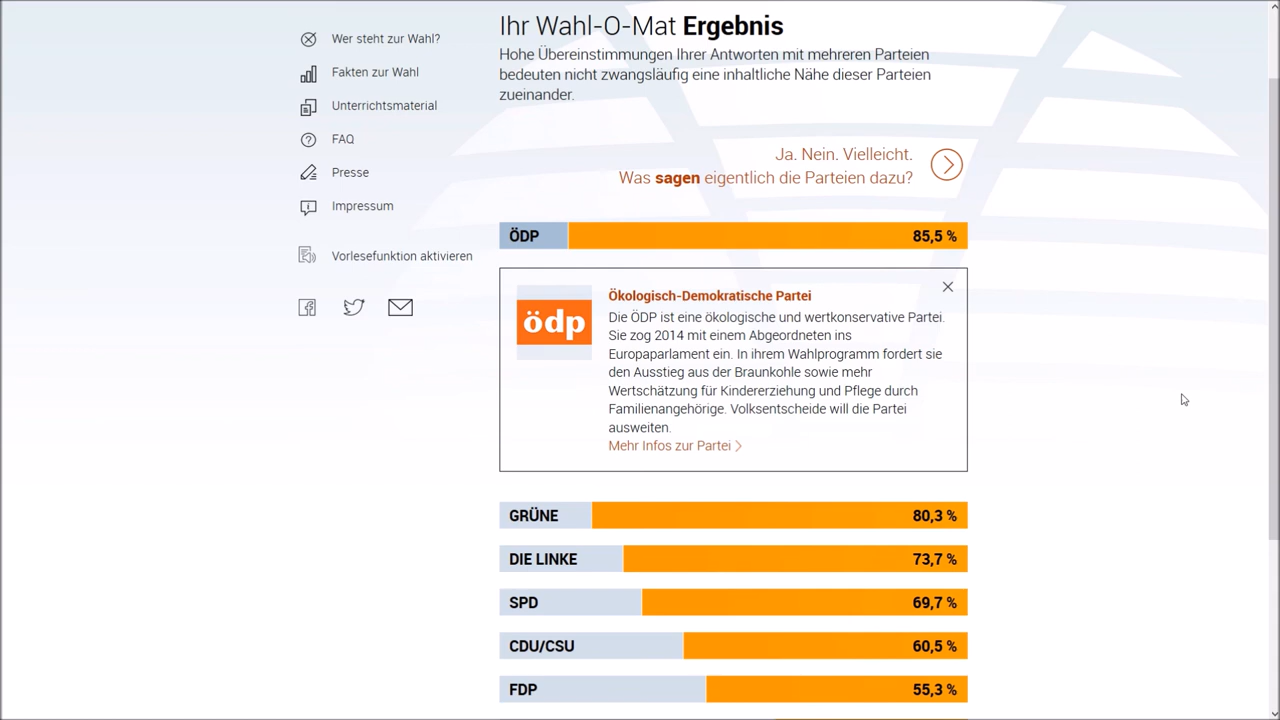 Wer steht zur Wahl?
Fakten zur Wahl
Unterrichtsmaterial
FAQ
Presse
Impressum
Vorlesefunktion aktivieren
Ihr Wahl-O-Mat Ergebnis
Hohe Übereinstimmungen Ihrer Antworten mit mehreren Parteien
bedeuten nicht zwangsläufig eine inhaltliche Nähe dieser Parteien
zueinander.
Ja. Nein. Vielleicht.
Was sagen eigentlich die Parteien dazu?
ÖDP 85,5 %
ödp
Ökologisch-Demokratische Partei
Die ÖDP ist eine ökologische und wertkonservative Partei.
Sie zog 2014 mit einem Abgeordneten ins
Europaparlament ein. In ihrem Wahlprogramm fordert sie
den Ausstieg aus der Braunkohle sowie mehr
Wertschätzung für Kindererziehung und Pflege durch
Familienangehörige. Volksentscheide will die Partei
ausweiten.
Mehr Infos zur Partei
GRÜNE 80,3 %
DIE LINKE 73,7 %
SPD 69,7 %
CDU/CSU 60,5 %
FDP 55,3 %